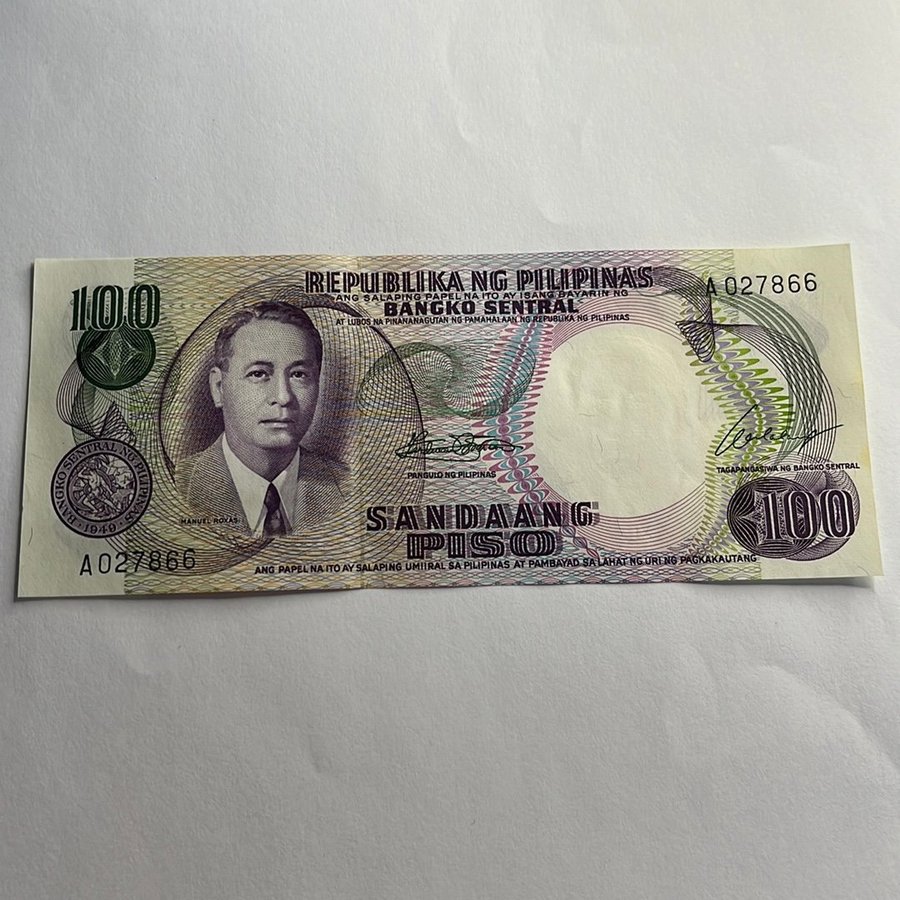 100
REPUBLIKA NG PILIPINAS
A027866
ANG SALAPING PAPEL NA ITO AY ISANG BAYARIN NG
BANGKO SENTRAL
AT LUBOS NA PINANANAGUTAN NG PAMAHALAAN NG REPUBLIKA NG PILIPINAS
BANGKO SENTRAL NG PILIPINAS
1949
MANUEL ROXAS
PANGULO NG PILIPINAS
TAGAPANGASIWA NG BANGKO SENTRAL
SANDAANG
PISO
100
A027866
ANG PAPEL NA ITO AY SALAPING UMIIRAL SA PILIPINAS AT PAMBAYAD SA LAHAT NG URI NG PAGKAKAUTANG